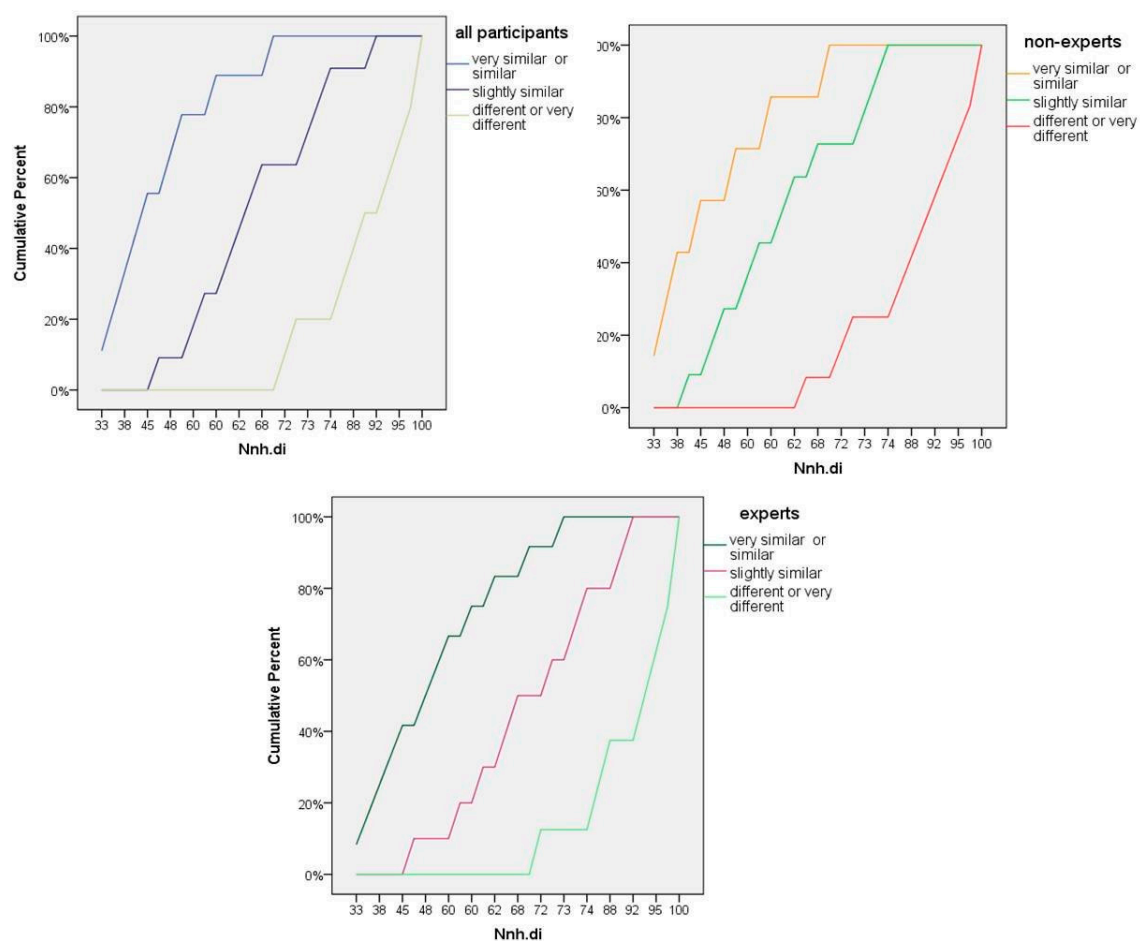 all participants
very similar or
similar
slightly similar
different or very
different
100%
80%
60%
40%
20%
0%
Cumulative Percent
33 38 45 48 60 60 62 68 72 73 74 88 92 95 100
Nnh.di
non-experts
very similar or
similar
slightly similar
different or very
different
00%
80%
60%
40%
20%
0%
33 38 45 48 60 60 62 68 72 73 74 88 92 95 100
Nnh.di
experts
very similar or
similar
slightly similar
different or very
different
100%
80%
60%
40%
20%
0%
Cumulative Percent
33 38 45 48 60 60 62 68 72 73 74 88 92 95 100
Nnh.di